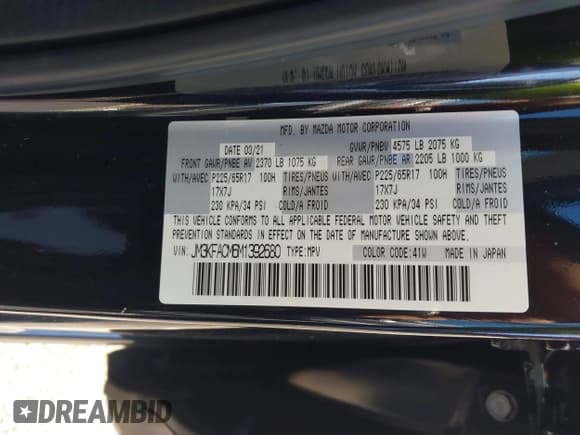 MFD. BY MAZDA MOTOR CORPORATION
DATE 03/21 GVWR/PNBV 4575 LB 2075 KG
FRONT GAWR/PNBE AV 2370 LB 1075 KG REAR GAWR/PNBE AR 2205 LB 1000 KG
WITH/AVEC P225/65R17 100H TIRES/PNEUS WITH/AVEC P225/65R17 100H TIRES/PNEUS
17X7J RIMS/JANTES 17X7J RIMS/JANTES
230 KPA/34 PSI COLD/A FROID 230 KPA/34 PSI COLD/A FROID
THIS VEHICLE CONFORMS TO ALL APPLICABLE FEDERAL MOTOR VEHICLE SAFETY AND THEFT
PREVENTION STANDARDS IN EFFECT ON THE DATE OF MANUFACTURE SHOWN ABOVE.
VIN: JM3KFACM6M1392680 TYPE:MPV COLOR CODE:41W MADE IN JAPAN
DREAMBID